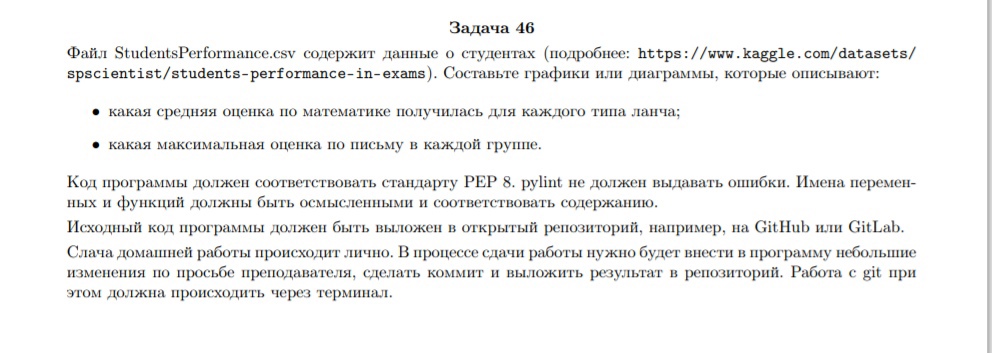 Задача 46
Файл StudentsPerformance.csv содержит данные о студентах (подробнее: https://www.kaggle.com/datasets/
spscientist/students-performance-in-exams). Составьте графики или диаграммы, которые описывают:
• какая средняя оценка по математике получилась для каждого типа ланча;
• какая максимальная оценка по письму в каждой группе.
Код программы должен соответствовать стандарту PEP 8. pylint не должен выдавать ошибки. Имена перемен-
ных и функций должны быть осмысленными и соответствовать содержанию.
Исходный код программы должен быть выложен в открытый репозиторий, например, на GitHub или GitLab.
Слача домашней работы происходит лично. В процессе сдачи работы нужно будет внести в программу небольшие
изменения по просьбе преподавателя, сделать коммит и выложить результат в репозиторий. Работа с git при
этом должна происходить через терминал.